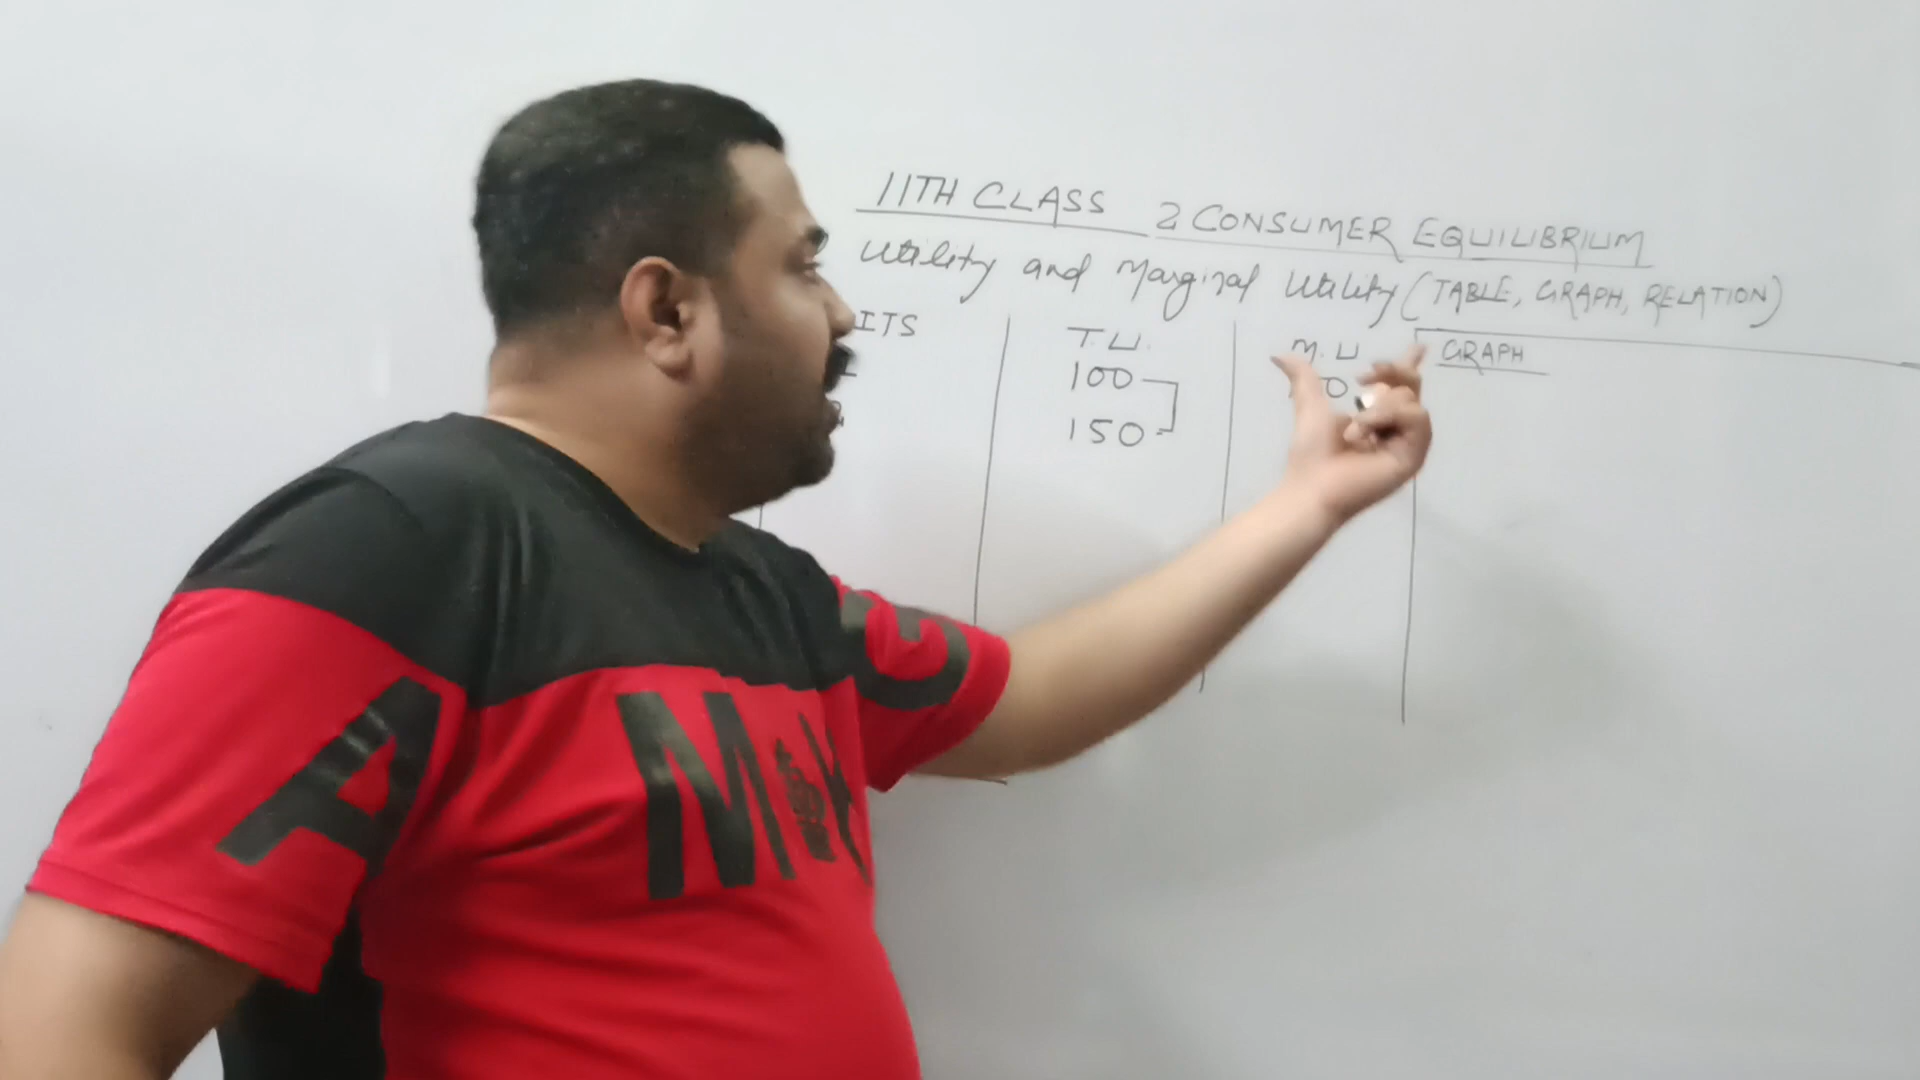 11TH CLASS 2 CONSUMER EQUILIBRIUM
Utility and Marginal Utility (TABLE, GRAPH, RELATION)
ITS T.U. M.U GRAPH
100
150
A M